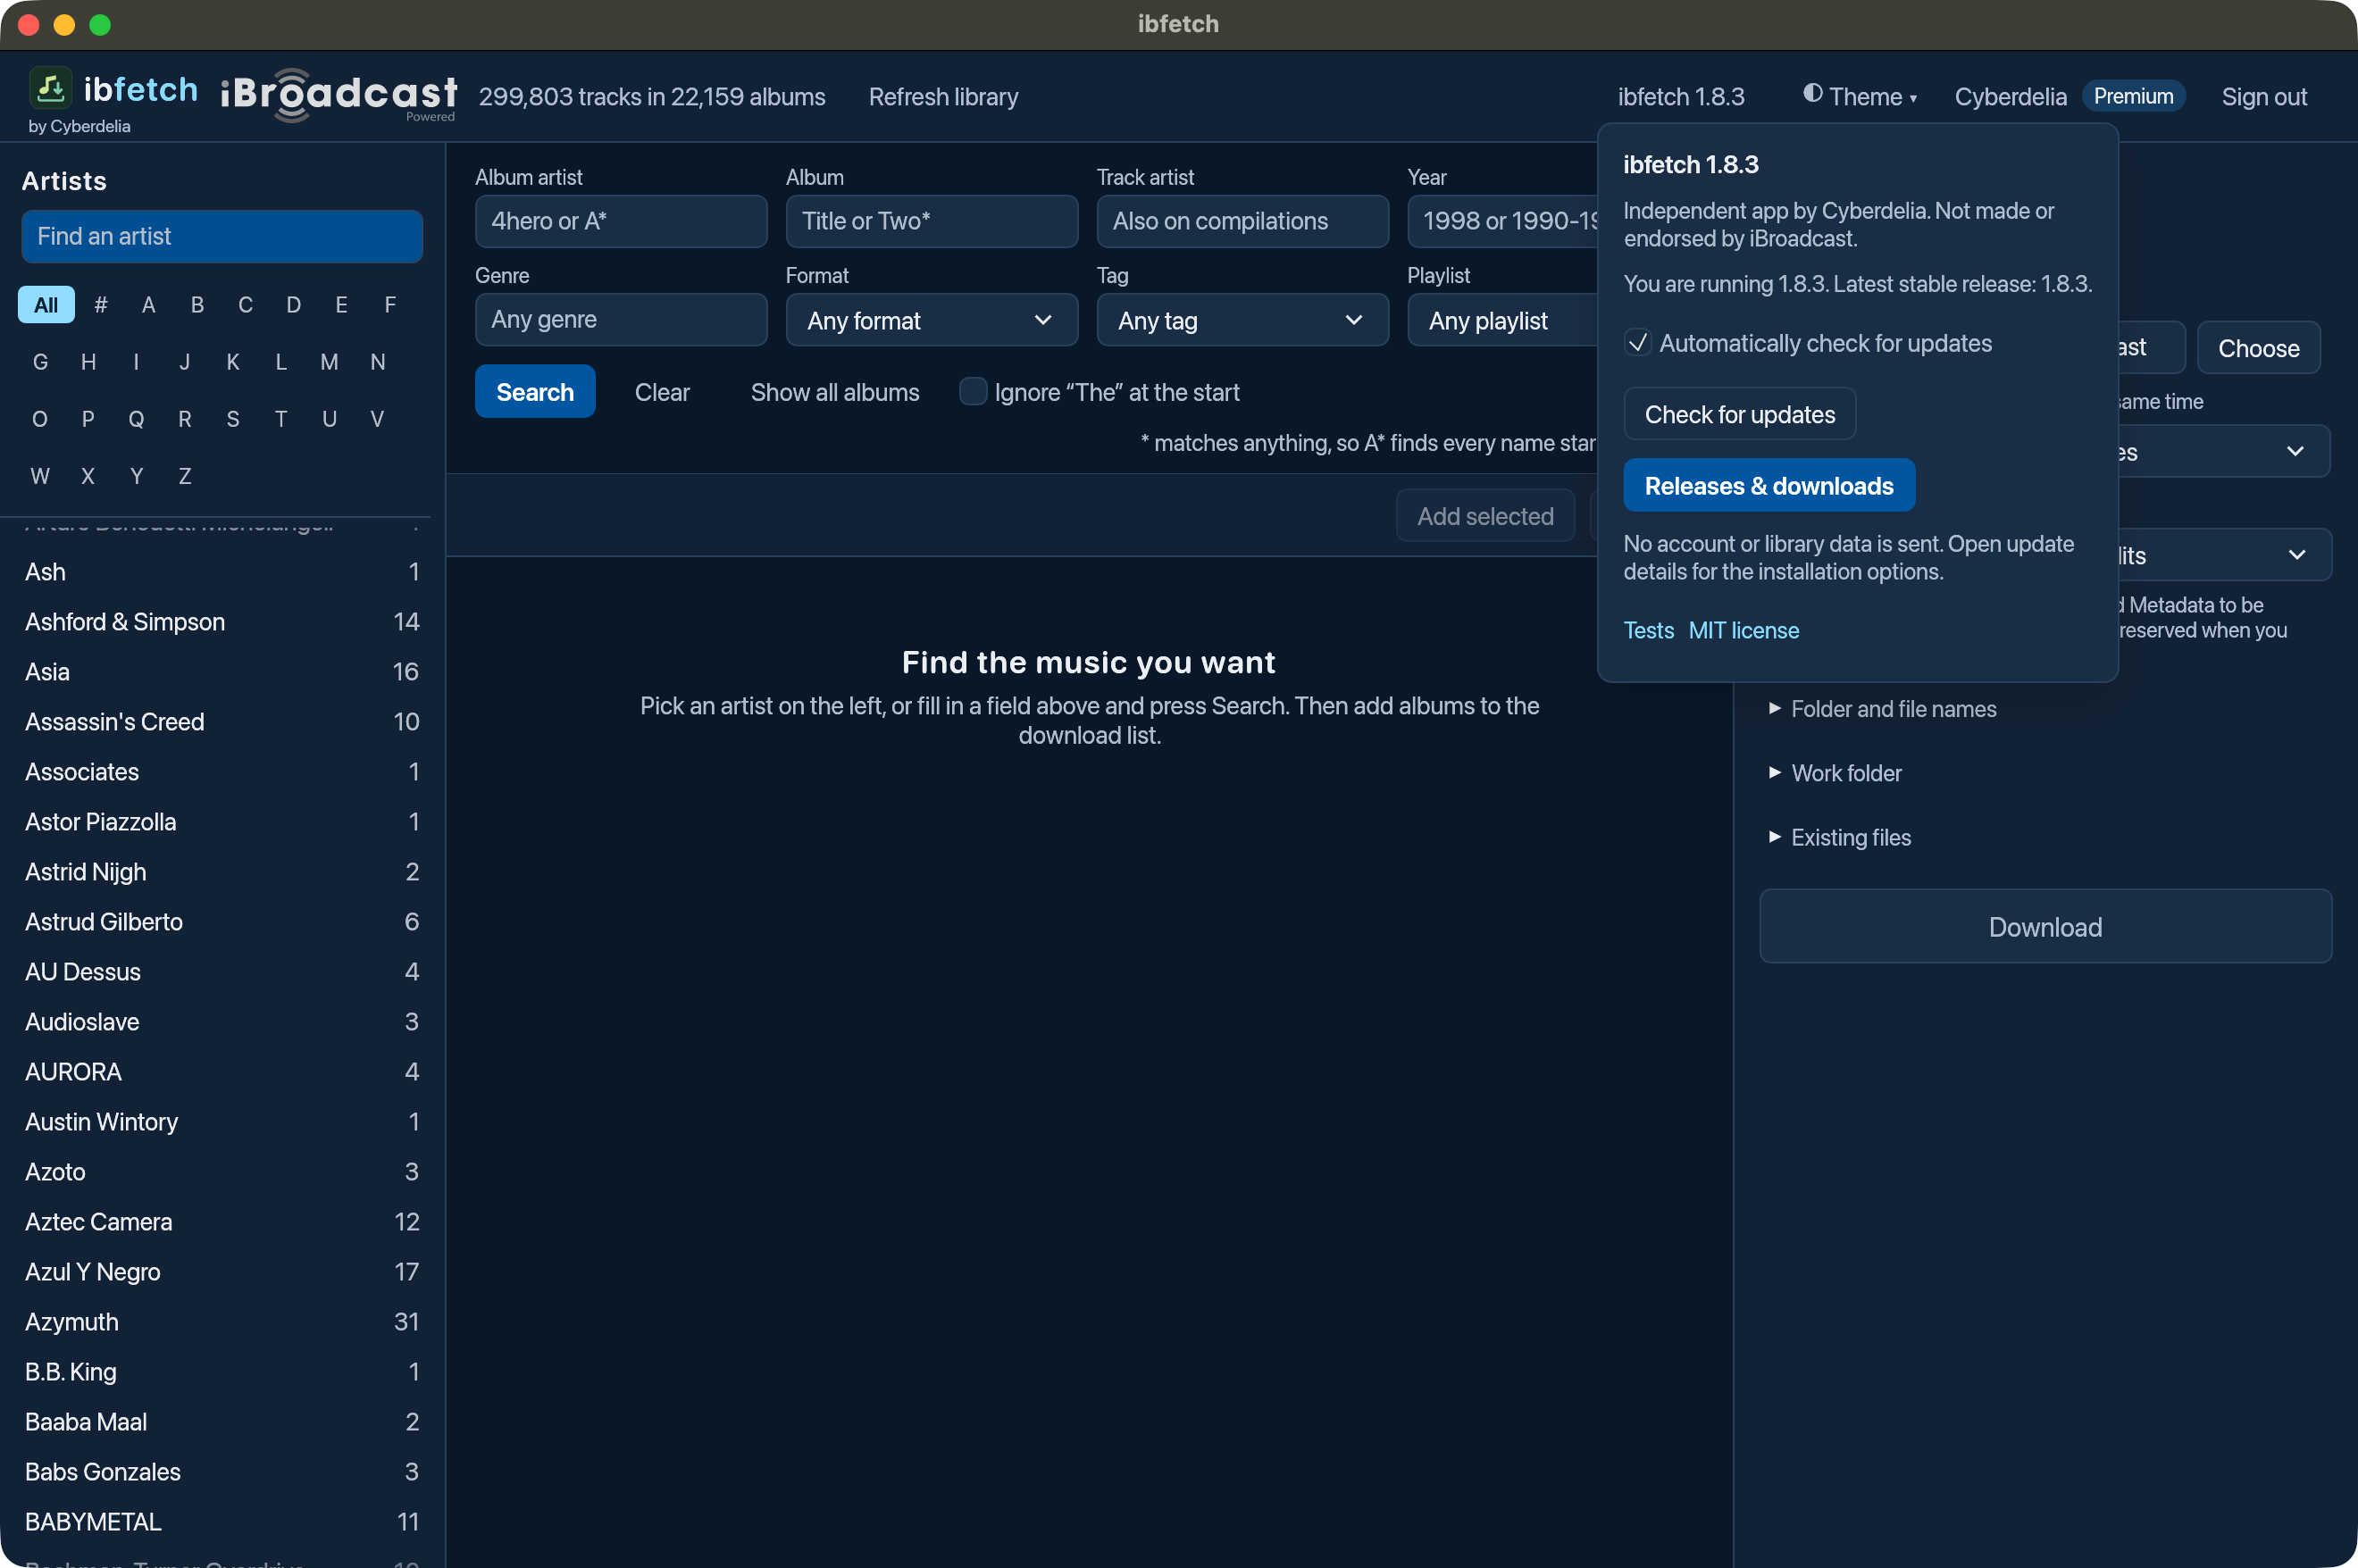 ibfetch
ibfetch
by Cyberdelia
iBroadcast
Powered
299,803 tracks in 22,159 albums
Refresh library
ibfetch 1.8.3
Theme ▾
Cyberdelia
Premium
Sign out
Artists
Find an artist
All # A B C D E F
G H I J K L M N
O P Q R S T U V
W X Y Z
Ash 1
Ashford & Simpson 14
Asia 16
Assassin's Creed 10
Associates 1
Astor Piazzolla 1
Astrid Nijgh 2
Astrud Gilberto 6
AU Dessus 4
Audioslave 3
AURORA 4
Austin Wintory 1
Azoto 3
Aztec Camera 12
Azul Y Negro 17
Azymuth 31
B.B. King 1
Baaba Maal 2
Babs Gonzales 3
BABYMETAL 11
Album artist
4hero or A*
Album
Title or Two*
Track artist
Also on compilations
Year
1998 or 1990-19
Genre
Any genre
Format
Any format
Tag
Any tag
Playlist
Any playlist
Search
Clear
Show all albums
Ignore “The” at the start
* matches anything, so A* finds every name star
Add selected
Find the music you want
Pick an artist on the left, or fill in a field above and press Search. Then add albums to the
download list.
ibfetch 1.8.3
Independent app by Cyberdelia. Not made or
endorsed by iBroadcast.
You are running 1.8.3. Latest stable release: 1.8.3.
Automatically check for updates
Check for updates
Releases & downloads
No account or library data is sent. Open update
details for the installation options.
Tests MIT license
Choose
time
Metadata to be
reserved when you
Folder and file names
Work folder
Existing files
Download